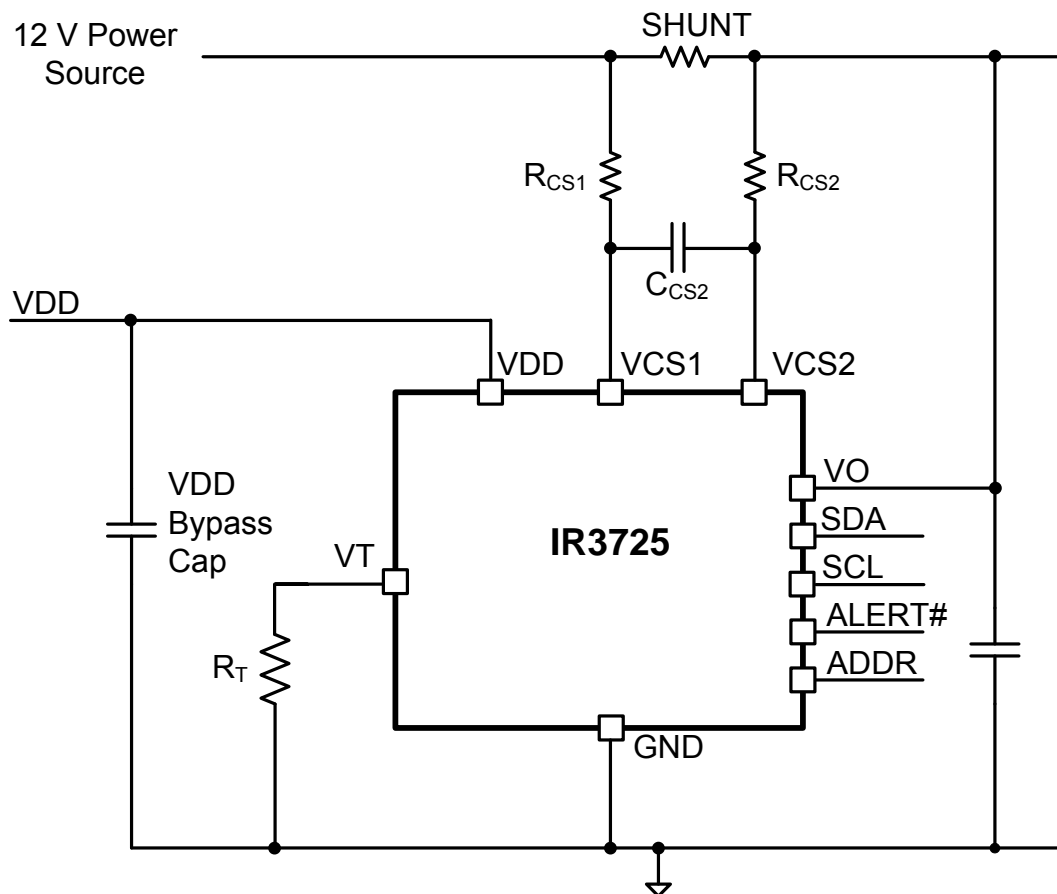 12 V Power
Source
SHUNT
RCS1
RCS2
CCS2
VDD
VDD
VCS1
VCS2
VDD
Bypass
Cap
VT
RT
IR3725
VO
SDA
SCL
ALERT#
ADDR
GND